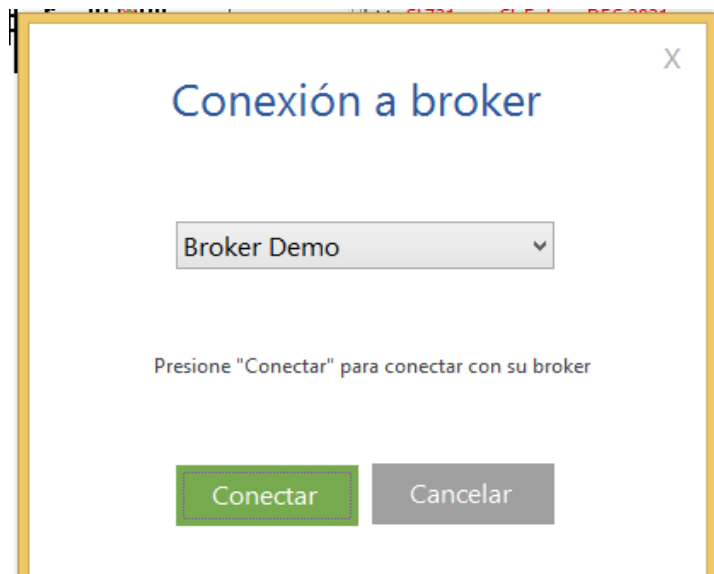 X
Conexión a broker
Broker Demo
Presione "Conectar" para conectar con su broker
Conectar
Cancelar